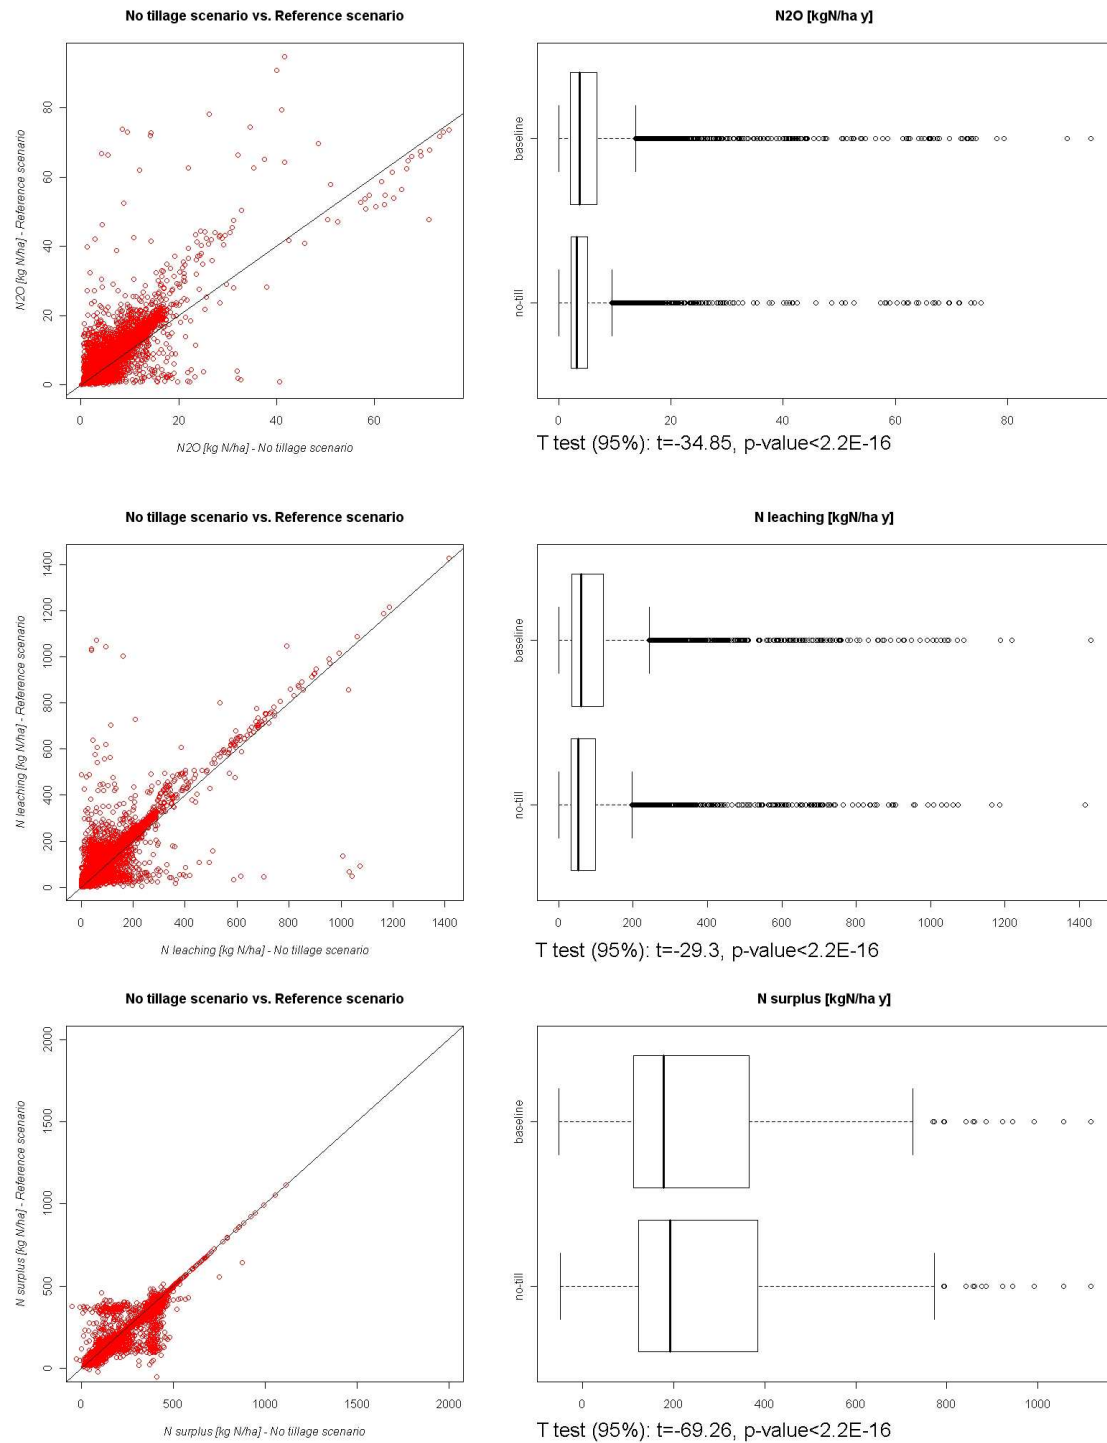 No tillage scenario vs. Reference scenario
N2O [kg N/ha] - Reference scenario
80
60
40
20
0
0 20 40 60
N2O [kg N/ha] - No tillage scenario
N2O [kgN/ha y]
baseline
no-till
0 20 40 60 80
T test (95%): t=-34.85, p-value<2.2E-16
No tillage scenario vs. Reference scenario
N leaching [kg N/ha] - Reference scenario
1400
1200
1000
800
600
400
200
0
0 200 400 600 800 1000 1200 1400
N leaching [kg N/ha] - No tillage scenario
N leaching [kgN/ha y]
baseline
no-till
0 200 400 600 800 1000 1200 1400
T test (95%): t=-29.3, p-value<2.2E-16
No tillage scenario vs. Reference scenario
N surplus [kg N/ha] - Reference scenario
2000
1500
1000
500
0
0 500 1000 1500 2000
N surplus [kg N/ha] - No tillage scenario
N surplus [kgN/ha y]
baseline
no-till
0 200 400 600 800 1000
T test (95%): t=-69.26, p-value<2.2E-16